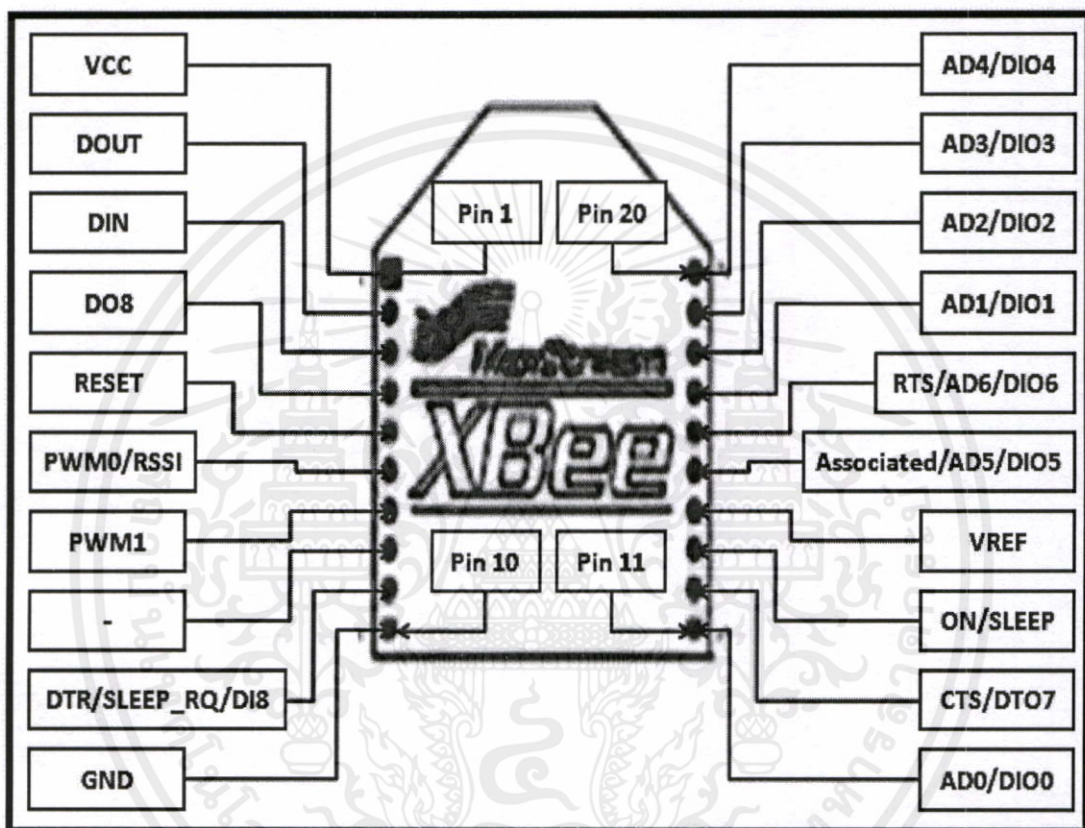 VCC
DOUT
DIN
DO8
RESET
PWM0/RSSI
PWM1
-
DTR/SLEEP_RQ/DI8
GND
Pin 1
Pin 20
MaxStream
XBee
Pin 10
Pin 11
AD4/DIO4
AD3/DIO3
AD2/DIO2
AD1/DIO1
RTS/AD6/DIO6
Associated/AD5/DIO5
VREF
ON/SLEEP
CTS/DTO7
AD0/DIO0